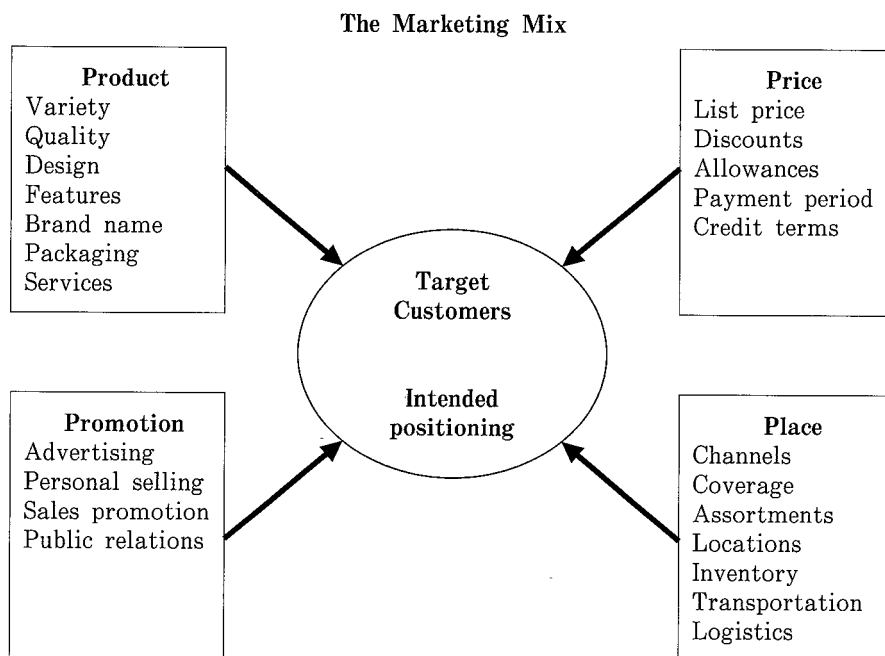 The Marketing Mix
Product
Variety
Quality
Design
Features
Brand name
Packaging
Services
Price
List price
Discounts
Allowances
Payment period
Credit terms
Target
Customers
Intended
positioning
Promotion
Advertising
Personal selling
Sales promotion
Public relations
Place
Channels
Coverage
Assortments
Locations
Inventory
Transportation
Logistics